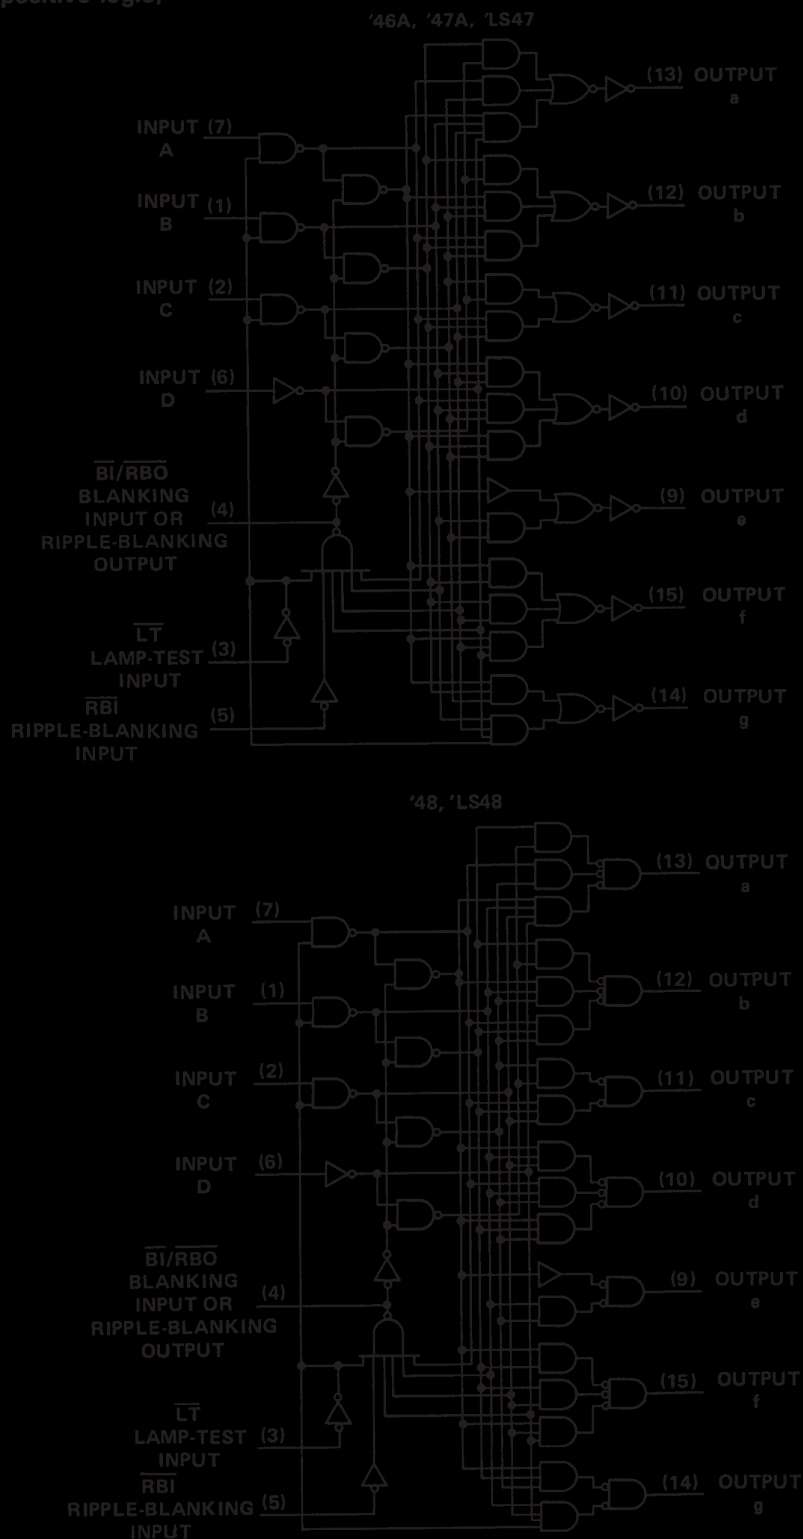 positive logic)
'46A, '47A, 'LS47
INPUT (7)
A
INPUT (1)
B
INPUT (2)
C
INPUT (6)
D
BI/RBO
BLANKING
INPUT OR (4)
RIPPLE-BLANKING
OUTPUT
LT
LAMP-TEST (3)
INPUT
RBI
RIPPLE-BLANKING (5)
INPUT
(13) OUTPUT
a
(12) OUTPUT
b
(11) OUTPUT
c
(10) OUTPUT
d
(9) OUTPUT
e
(15) OUTPUT
f
(14) OUTPUT
g
'48, 'LS48
INPUT (7)
A
INPUT (1)
B
INPUT (2)
C
INPUT (6)
D
BI/RBO
BLANKING
INPUT OR (4)
RIPPLE-BLANKING
OUTPUT
LT
LAMP-TEST (3)
INPUT
RBI
RIPPLE-BLANKING (5)
INPUT
(13) OUTPUT
a
(12) OUTPUT
b
(11) OUTPUT
c
(10) OUTPUT
d
(9) OUTPUT
e
(15) OUTPUT
f
(14) OUTPUT
g